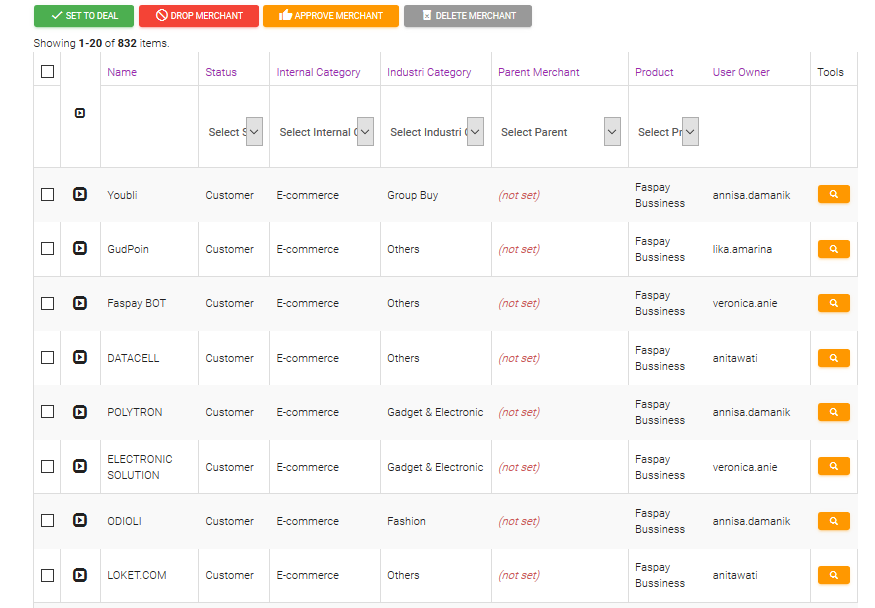 SET TO DEAL DROP MERCHANT APPROVE MERCHANT DELETE MERCHANT
Showing 1-20 of 832 items.
Name Status Internal Category Industri Category Parent Merchant Product User Owner Tools
Select S Select Internal C Select Industri C Select Parent Select Pr
Youbli Customer E-commerce Group Buy (not set) Faspay Bussiness annisa.damanik
GudPoin Customer E-commerce Others (not set) Faspay Bussiness lika.amarina
Faspay BOT Customer E-commerce Others (not set) Faspay Bussiness veronica.anie
DATACELL Customer E-commerce Others (not set) Faspay Bussiness anitawati
POLYTRON Customer E-commerce Gadget & Electronic (not set) Faspay Bussiness annisa.damanik
ELECTRONIC SOLUTION Customer E-commerce Gadget & Electronic (not set) Faspay Bussiness veronica.anie
ODIOLI Customer E-commerce Fashion (not set) Faspay Bussiness annisa.damanik
LOKET.COM Customer E-commerce Others (not set) Faspay Bussiness anitawati